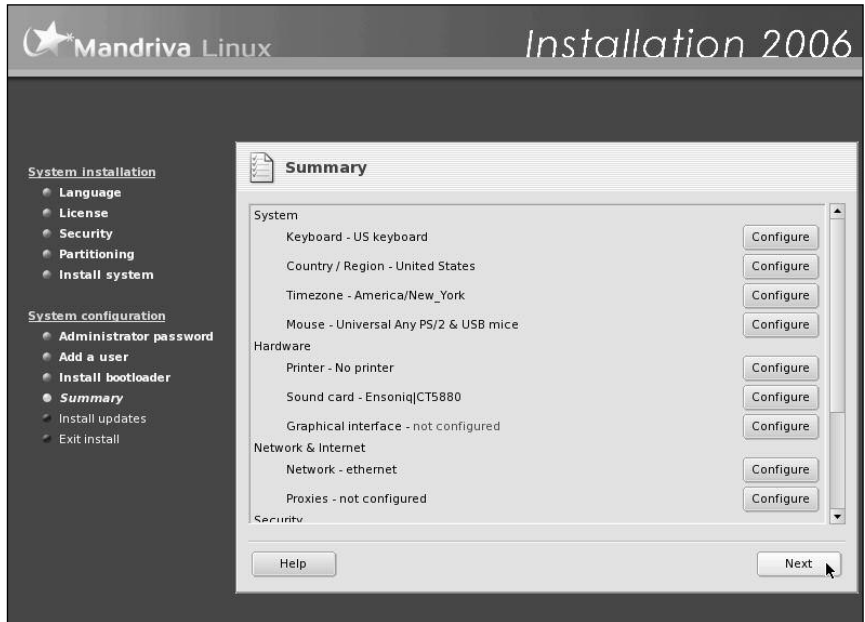 Mandriva Linux
Installation 2006
System installation
Language
License
Security
Partitioning
Install system
System configuration
Administrator password
Add a user
Install bootloader
Summary
Install updates
Exit install
Summary
System
Keyboard - US keyboard Configure
Country / Region - United States Configure
Timezone - America/New_York Configure
Mouse - Universal Any PS/2 & USB mice Configure
Hardware
Printer - No printer Configure
Sound card - Ensoniq|CT5880 Configure
Graphical interface - not configured Configure
Network & Internet
Network - ethernet Configure
Proxies - not configured Configure
Security
Help Next